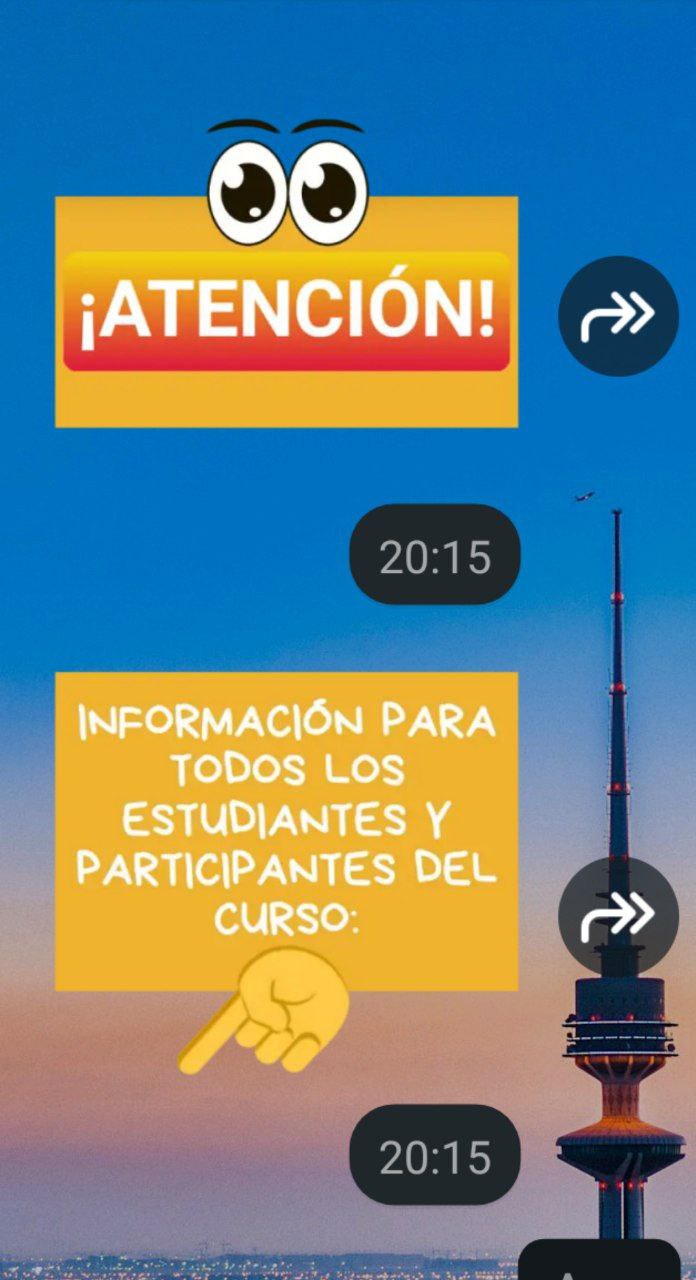 ¡ATENCIÓN!
20:15
INFORMACIÓN PARA
TODOS LOS
ESTUDIANTES Y
PARTICIPANTES DEL
CURSO:
20:15